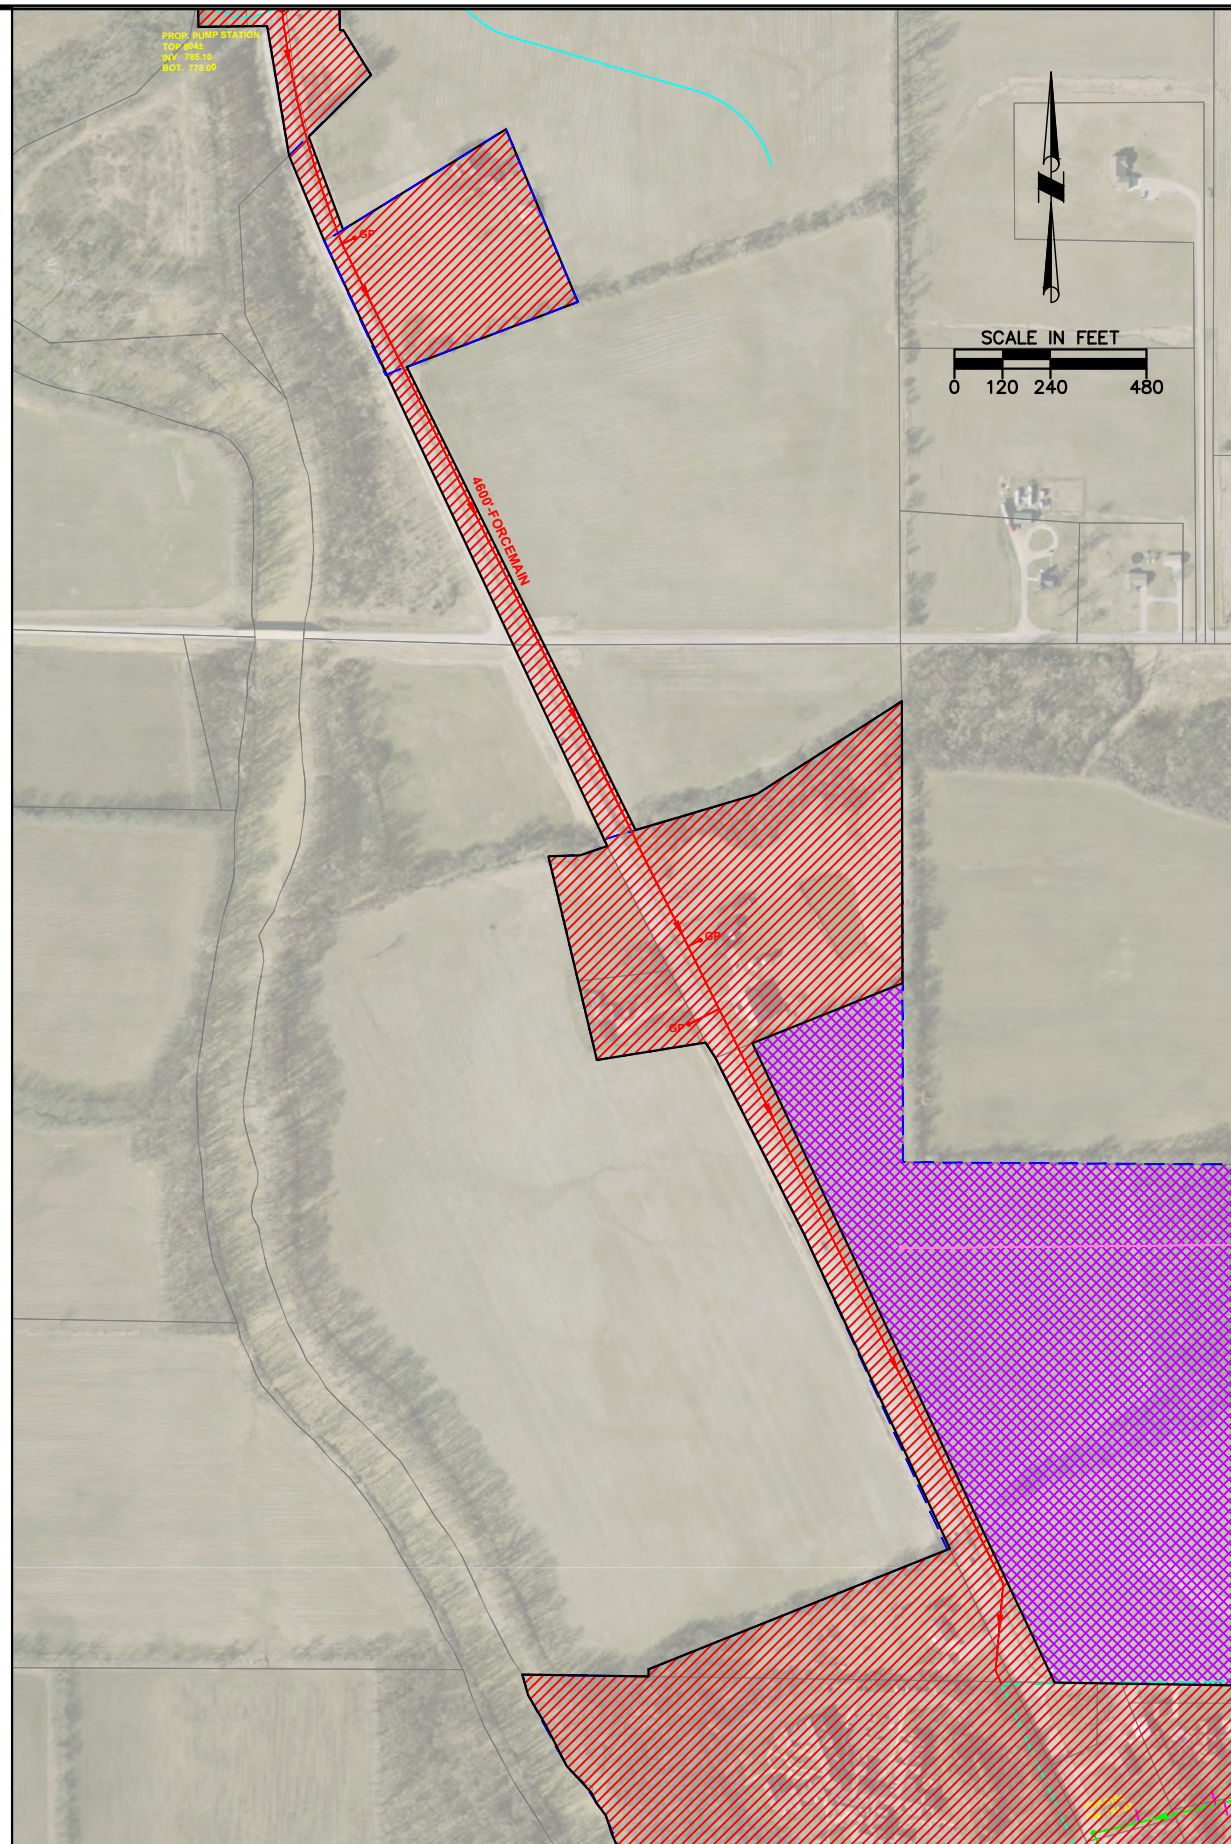 PROP. PUMP STATION
TOP 804±
INV. 785.10
BOT. 775.00
GP
SCALE IN FEET
0 120 240 480
4600'-FORCEMAIN
GP
GP